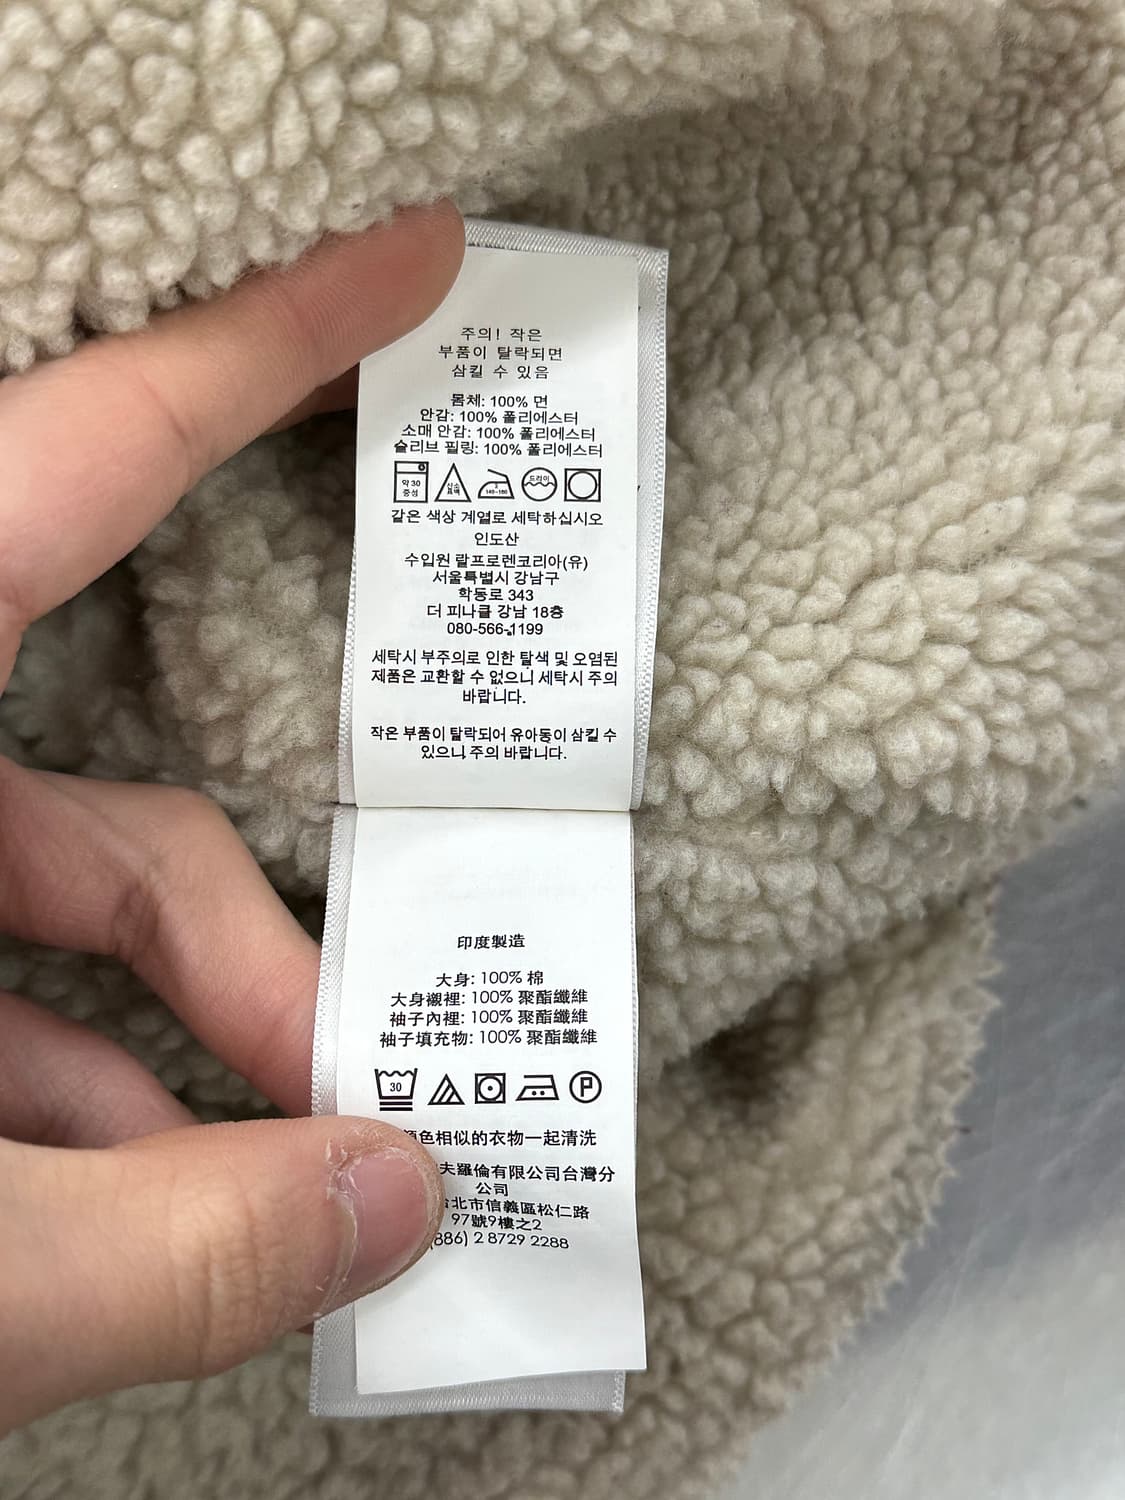 주의! 작은
부품이 탈락되면
삼킬 수 있음
몸체: 100% 면
안감: 100% 폴리에스터
소매 안감: 100% 폴리에스터
슬리브 필링: 100% 폴리에스터
약 30
중성
산소
표백
드라이
같은 색상 계열로 세탁하십시오
인도산
수입원 랄프로렌코리아(유)
서울특별시 강남구
학동로 343
더 피나클 강남 18층
080-566-1199
세탁시 부주의로 인한 탈색 및 오염된
제품은 교환할 수 없으니 세탁시 주의
바랍니다.
작은 부품이 탈락되어 유아동이 삼킬 수
있으니 주의 바랍니다.
印度製造
大身: 100% 棉
大身襯裡: 100% 聚酯纖維
袖子內裡: 100% 聚酯纖維
袖子填充物: 100% 聚酯纖維
30
P
顏色相似的衣物一起清洗
夫羅倫有限公司台灣分
公司
台北市信義區松仁路
97號9樓之2
(886) 2 8729 2288